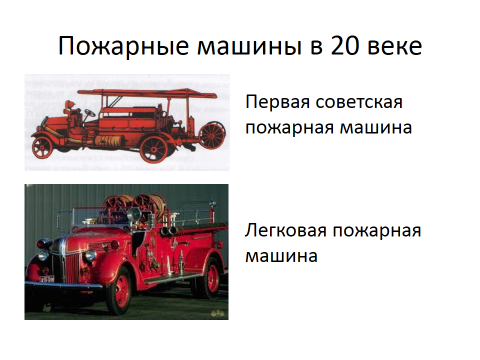 Пожарные машины в 20 веке
Первая советская
пожарная машина
Легковая пожарная
машина